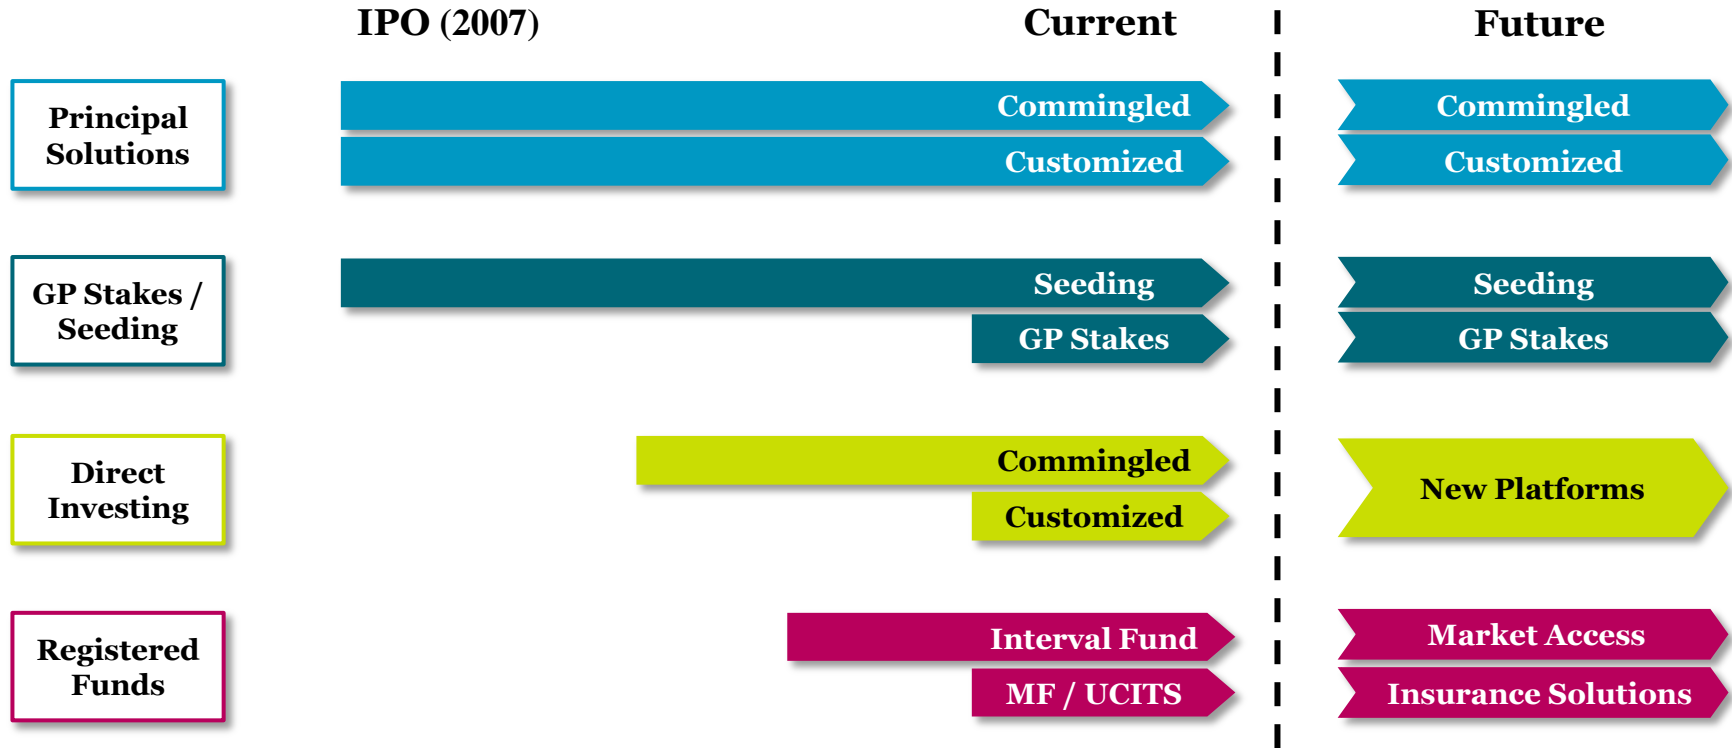 IPO (2007) Current Future
Principal
Solutions
Commingled Commingled
Customized Customized
GP Stakes /
Seeding
Seeding Seeding
GP Stakes GP Stakes
Direct
Investing
Commingled
Customized
New Platforms
Registered
Funds
Interval Fund Market Access
MF / UCITS Insurance Solutions